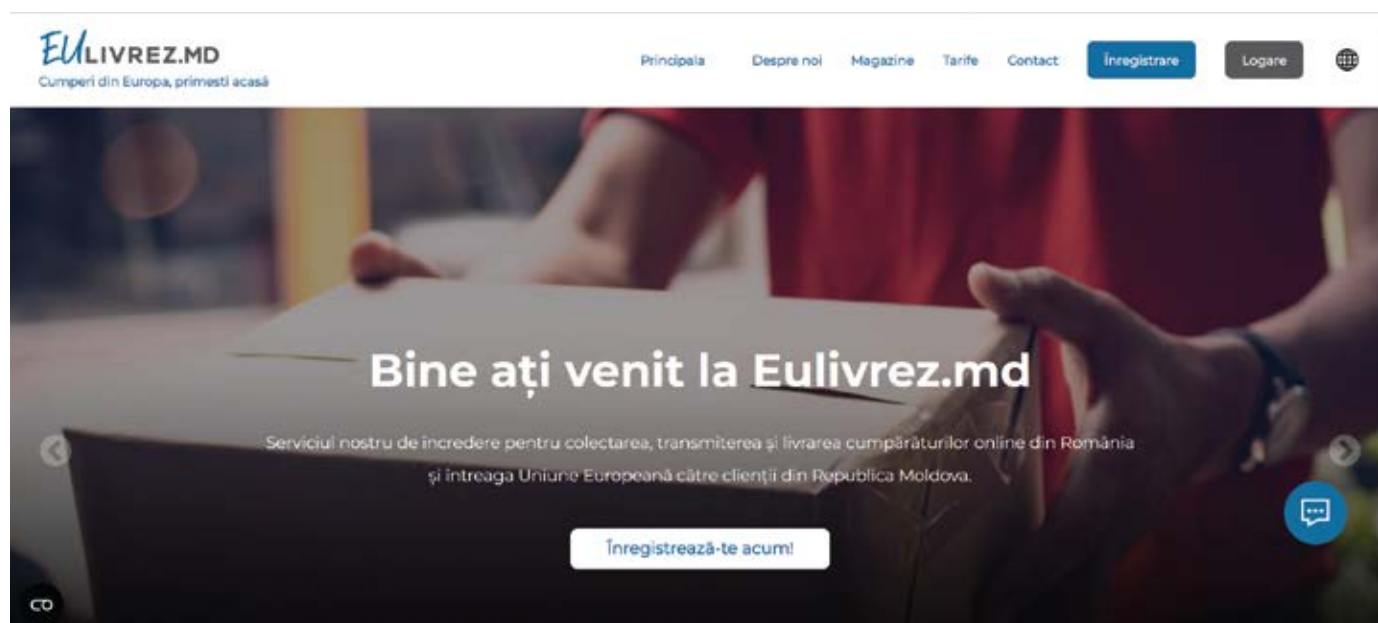 EULIVREZ.MD
Cumperi din Europa, primesti acasă
Principala Despre noi Magazine Tarife Contact Înregistrare Logare
Bine ați venit la Eulivrez.md
Serviciul nostru de incredere pentru colectarea, transmiterea și livrarea cumpărăturilor online din România
și intreaga Uniune Europeană către clienții din Republica Moldova.
Înregistrează-te acum!